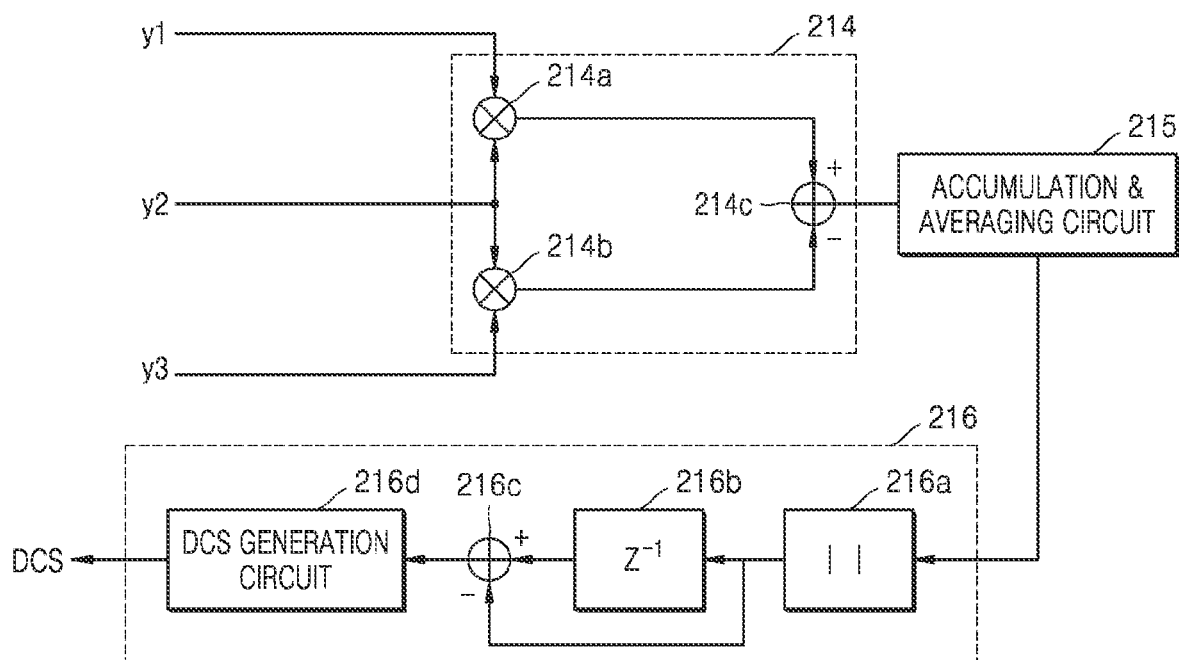 y1
214
214a
215
+
ACCUMULATION &
AVERAGING CIRCUIT
y2
214c
−
214b
y3
216
216d
216c
216b
216a
DCS
DCS GENERATION
CIRCUIT
+
−
Z⁻¹
| |